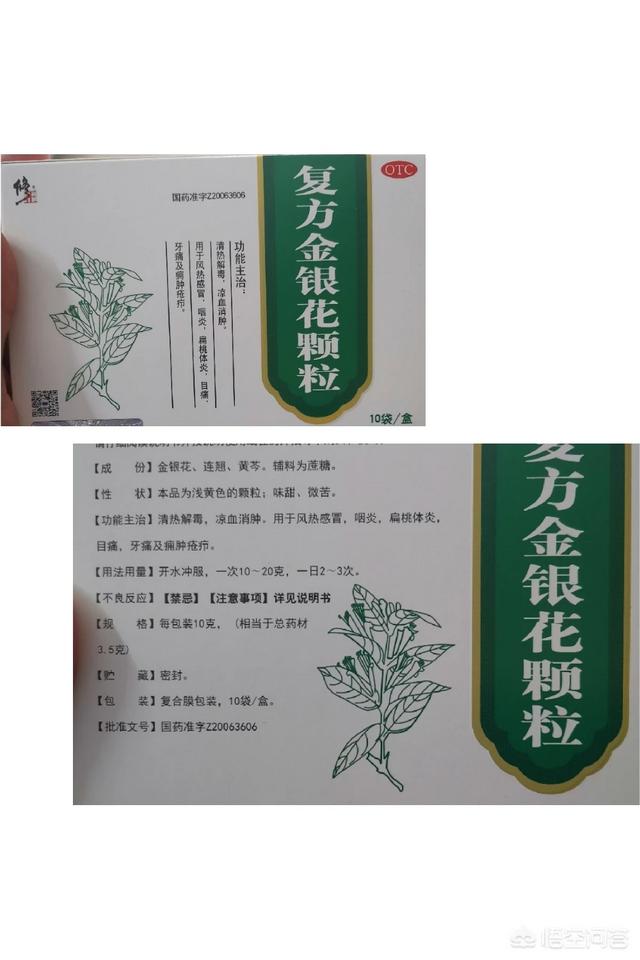 修正
国药准字Z20063606
OTC
复方金银花颗粒
功能主治:
清热解毒,凉血消肿。
用于风热感冒,咽炎,扁桃体炎,目痛,
牙痛及痈肿疮疖。
10袋/盒
【成　份】金银花、连翘、黄芩。辅料为蔗糖。
【性　状】本品为浅黄色的颗粒;味甜、微苦。
【功能主治】清热解毒,凉血消肿。用于风热感冒,咽炎,扁桃体炎,
目痛,牙痛及痈肿疮疖。
【用法用量】开水冲服,一次10~20克,一日2~3次。
【不良反应】【禁忌】【注意事项】详见说明书
【规　格】每包装10克,(相当于总药材
3.5克)
【贮　藏】密封。
【包　装】复合膜包装,10袋/盒。
【批准文号】国药准字Z20063606
复方金银花颗粒
悟空问答